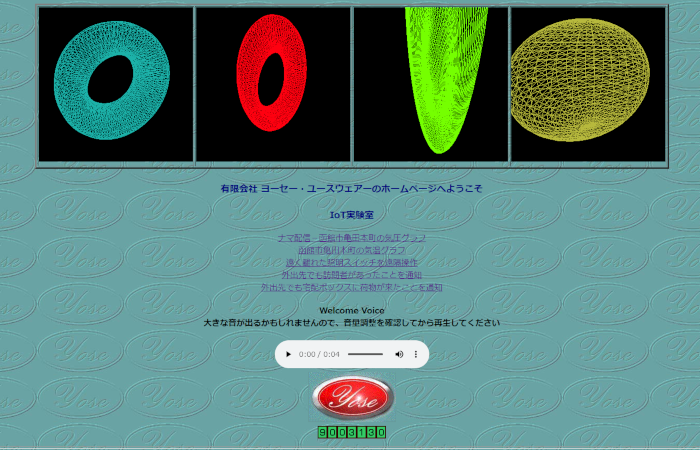 有限会社 ヨーセー・ユースウェアーのホームページへようこそ
IoT実験室
ナマ配信 函館市亀田本町の気圧グラフ
函館市亀田本町の気温グラフ
遠く離れた照明スイッチを遠隔操作
外出先でも訪問者があったことを通知
外出先でも宅配ボックスに荷物が来たことを通知
Welcome Voice
大きな音が出るかもしれませんので、音量調整を確認してから再生してください
0:00 / 0:04
Yose
9003130